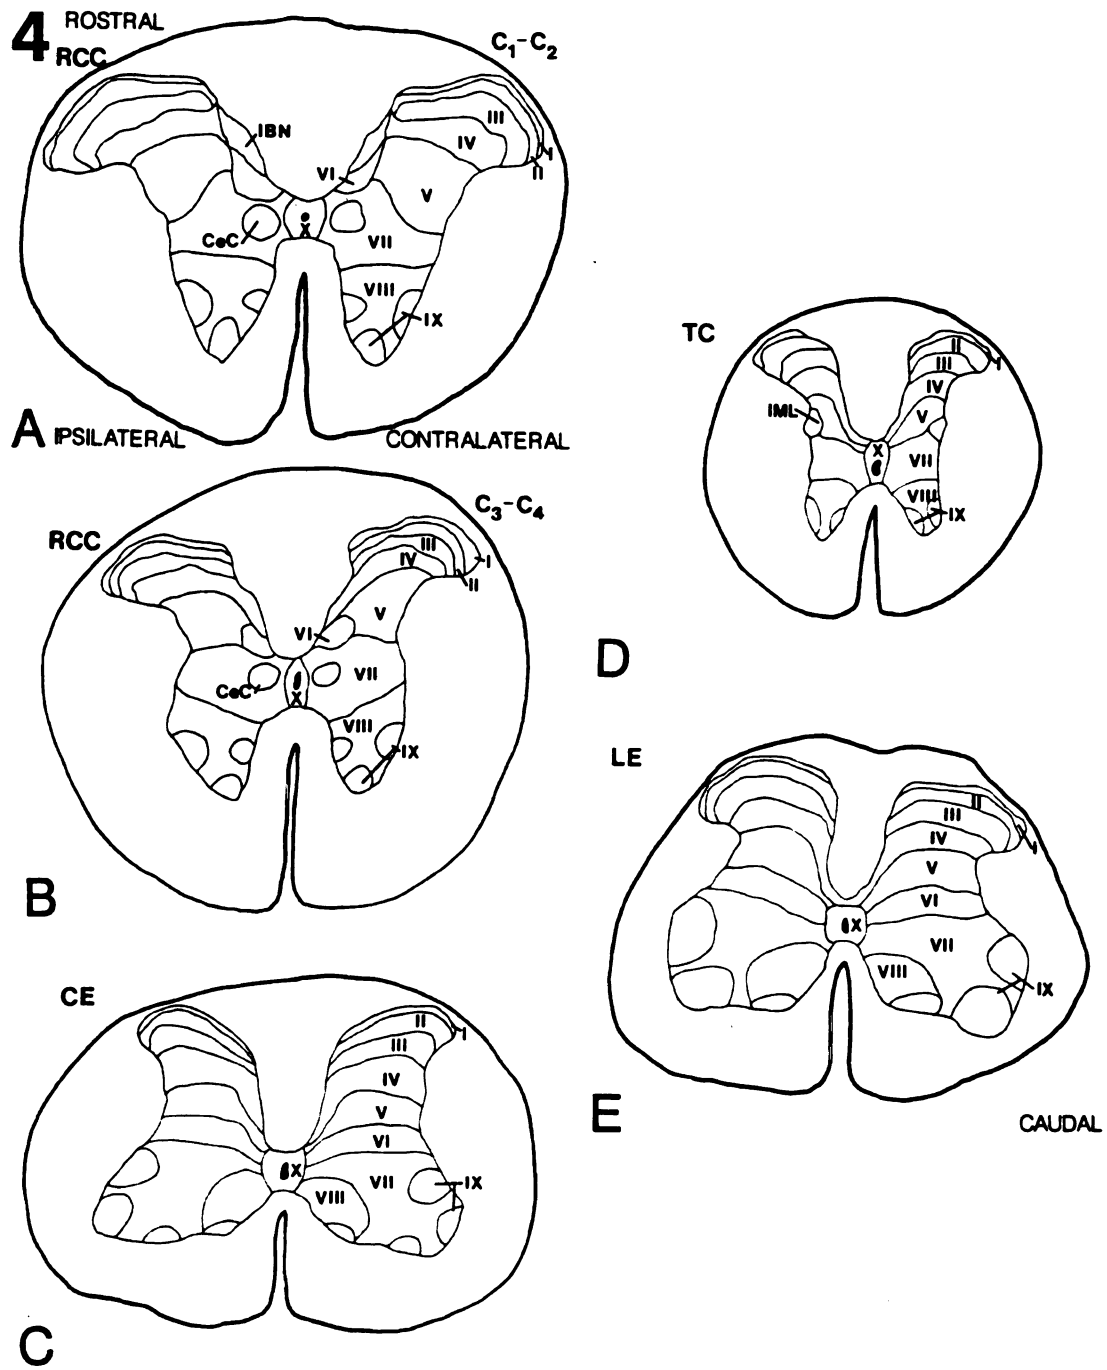 4 ROSTRAL
RCC
C1-C2
III
IBN
IV
I
II
VI
V
X
CeC
VII
VIII
IX
A IPSILATERAL
CONTRALATERAL
C3-C4
RCC
III
I
IV
II
V
VI
VII
CeC
X
VIII
IX
B
CE
II
I
III
IV
V
VI
X
VII
IX
VIII
C
TC
II
III
I
IV
IML
V
X
VII
VIII
IX
D
LE
II
III
I
IV
V
VI
X
VII
VIII
IX
E
CAUDAL